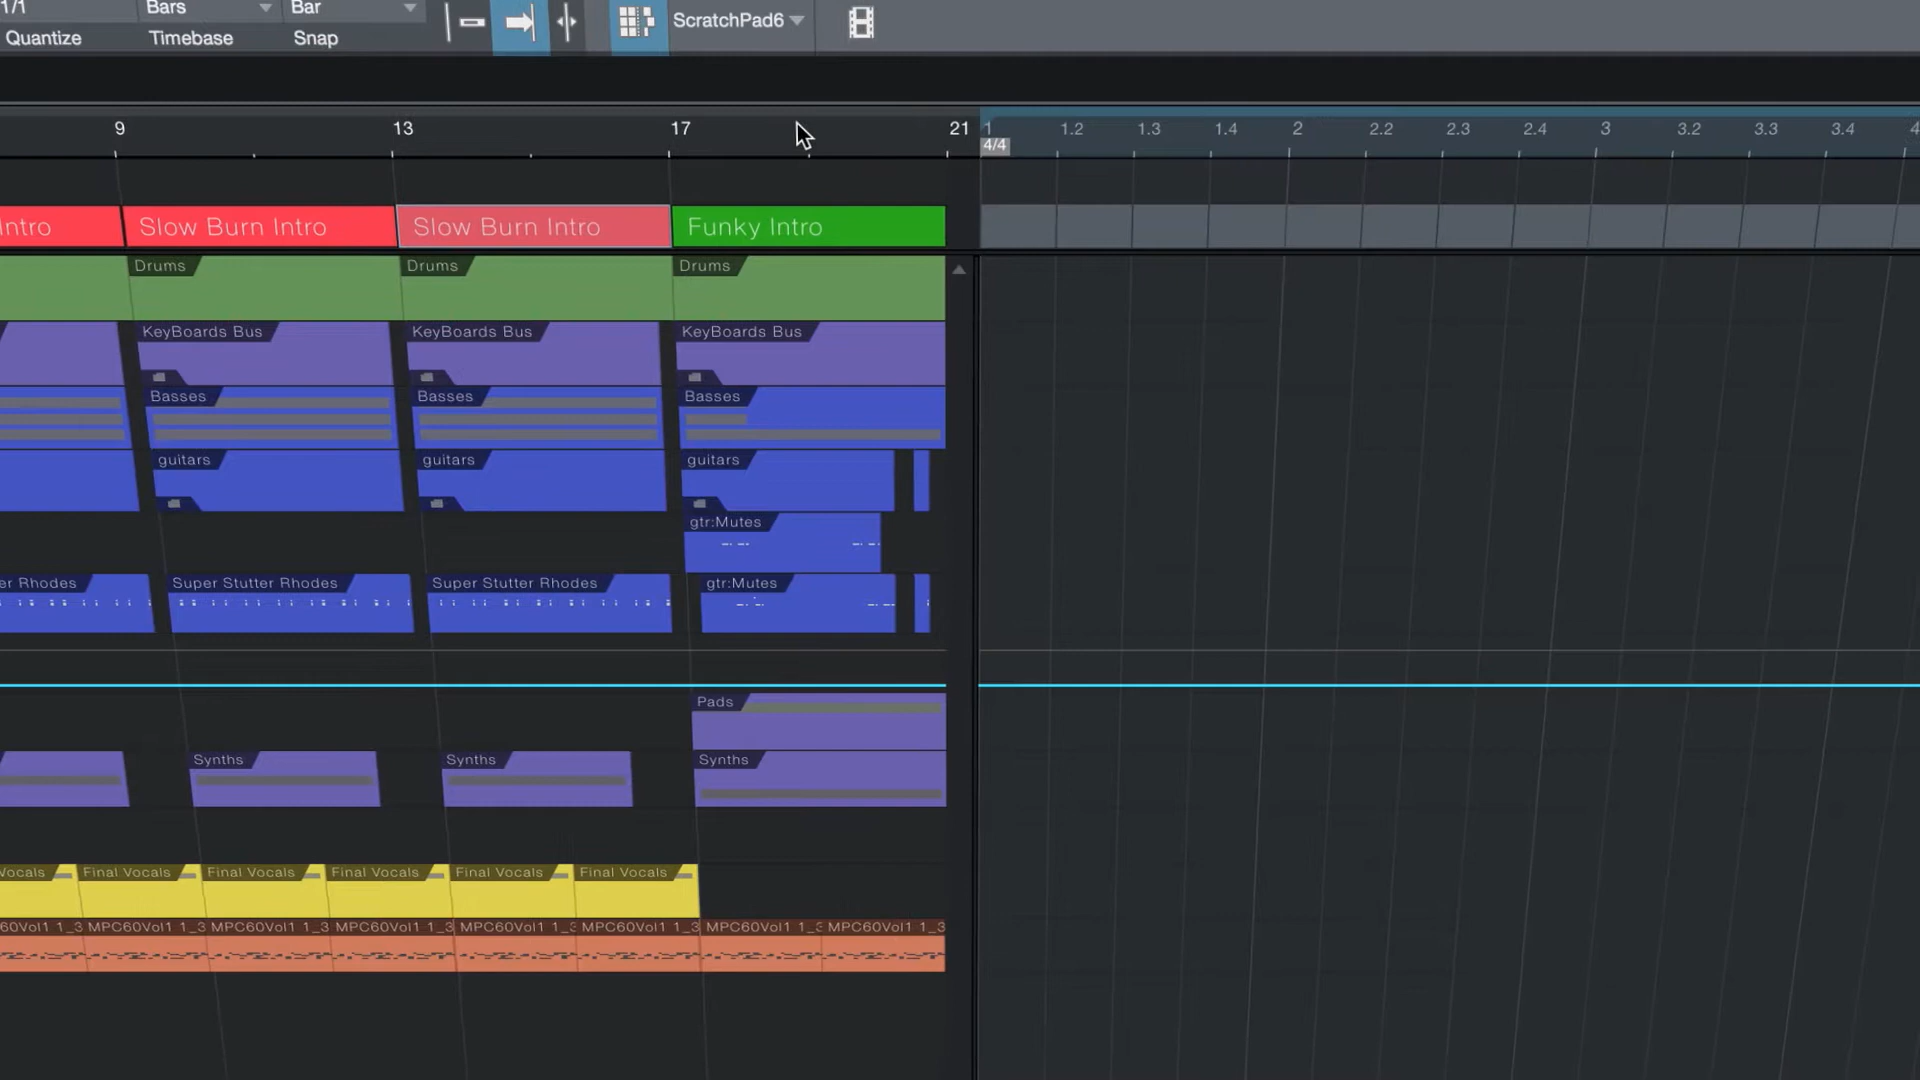 1/1 Bars Bar ScratchPad6
Quantize Timebase Snap
9 13 17 21 1 1.2 1.3 1.4 2 2.2 2.3 2.4 3 3.2 3.3 3.4 4
4/4
Intro Slow Burn Intro Slow Burn Intro Funky Intro
Drums Drums Drums
KeyBoards Bus KeyBoards Bus KeyBoards Bus
Basses Basses Basses
guitars guitars guitars
gtr:Mutes
er Rhodes Super Stutter Rhodes Super Stutter Rhodes gtr:Mutes
Pads
Synths Synths Synths
Vocals Final Vocals Final Vocals Final Vocals Final Vocals Final Vocals
60Vol1 1_3 MPC60Vol1 1_3 MPC60Vol1 1_3 MPC60Vol1 1_3 MPC60Vol1 1_3 MPC60Vol1 1_3 MPC60Vol1 1_3 MPC60Vol1 1_3